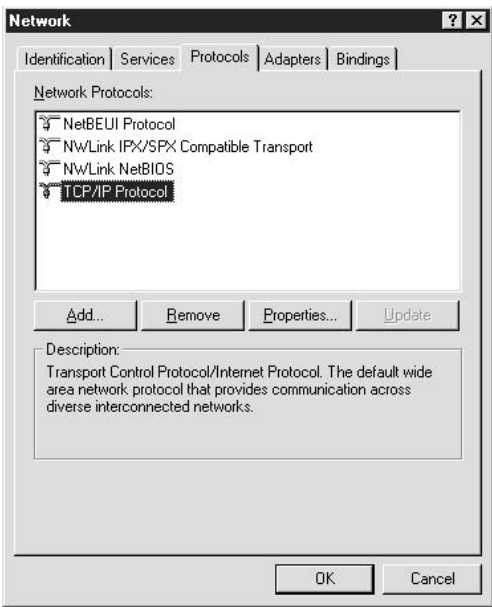 Network
Identification Services Protocols Adapters Bindings
Network Protocols:
NetBEUI Protocol
NWLink IPX/SPX Compatible Transport
NWLink NetBIOS
TCP/IP Protocol
Add... Remove Properties... Update
Description:
Transport Control Protocol/Internet Protocol. The default wide
area network protocol that provides communication across
diverse interconnected networks.
OK Cancel